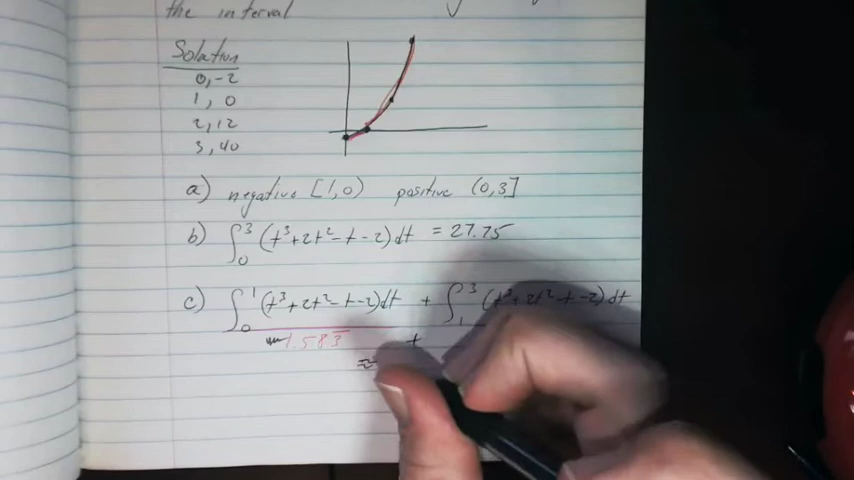 the interval
Solution
0,-2
1, 0
2, 12
3, 40
a) negative [1,0) positive (0,3]
b) ∫₀³ (t³+2t²-t-2)dt = 27.75
c) ∫₀¹ (t³+2t²-t-2)dt + ∫₁³ (t³+2t²-t-2)dt
1.583 +
=